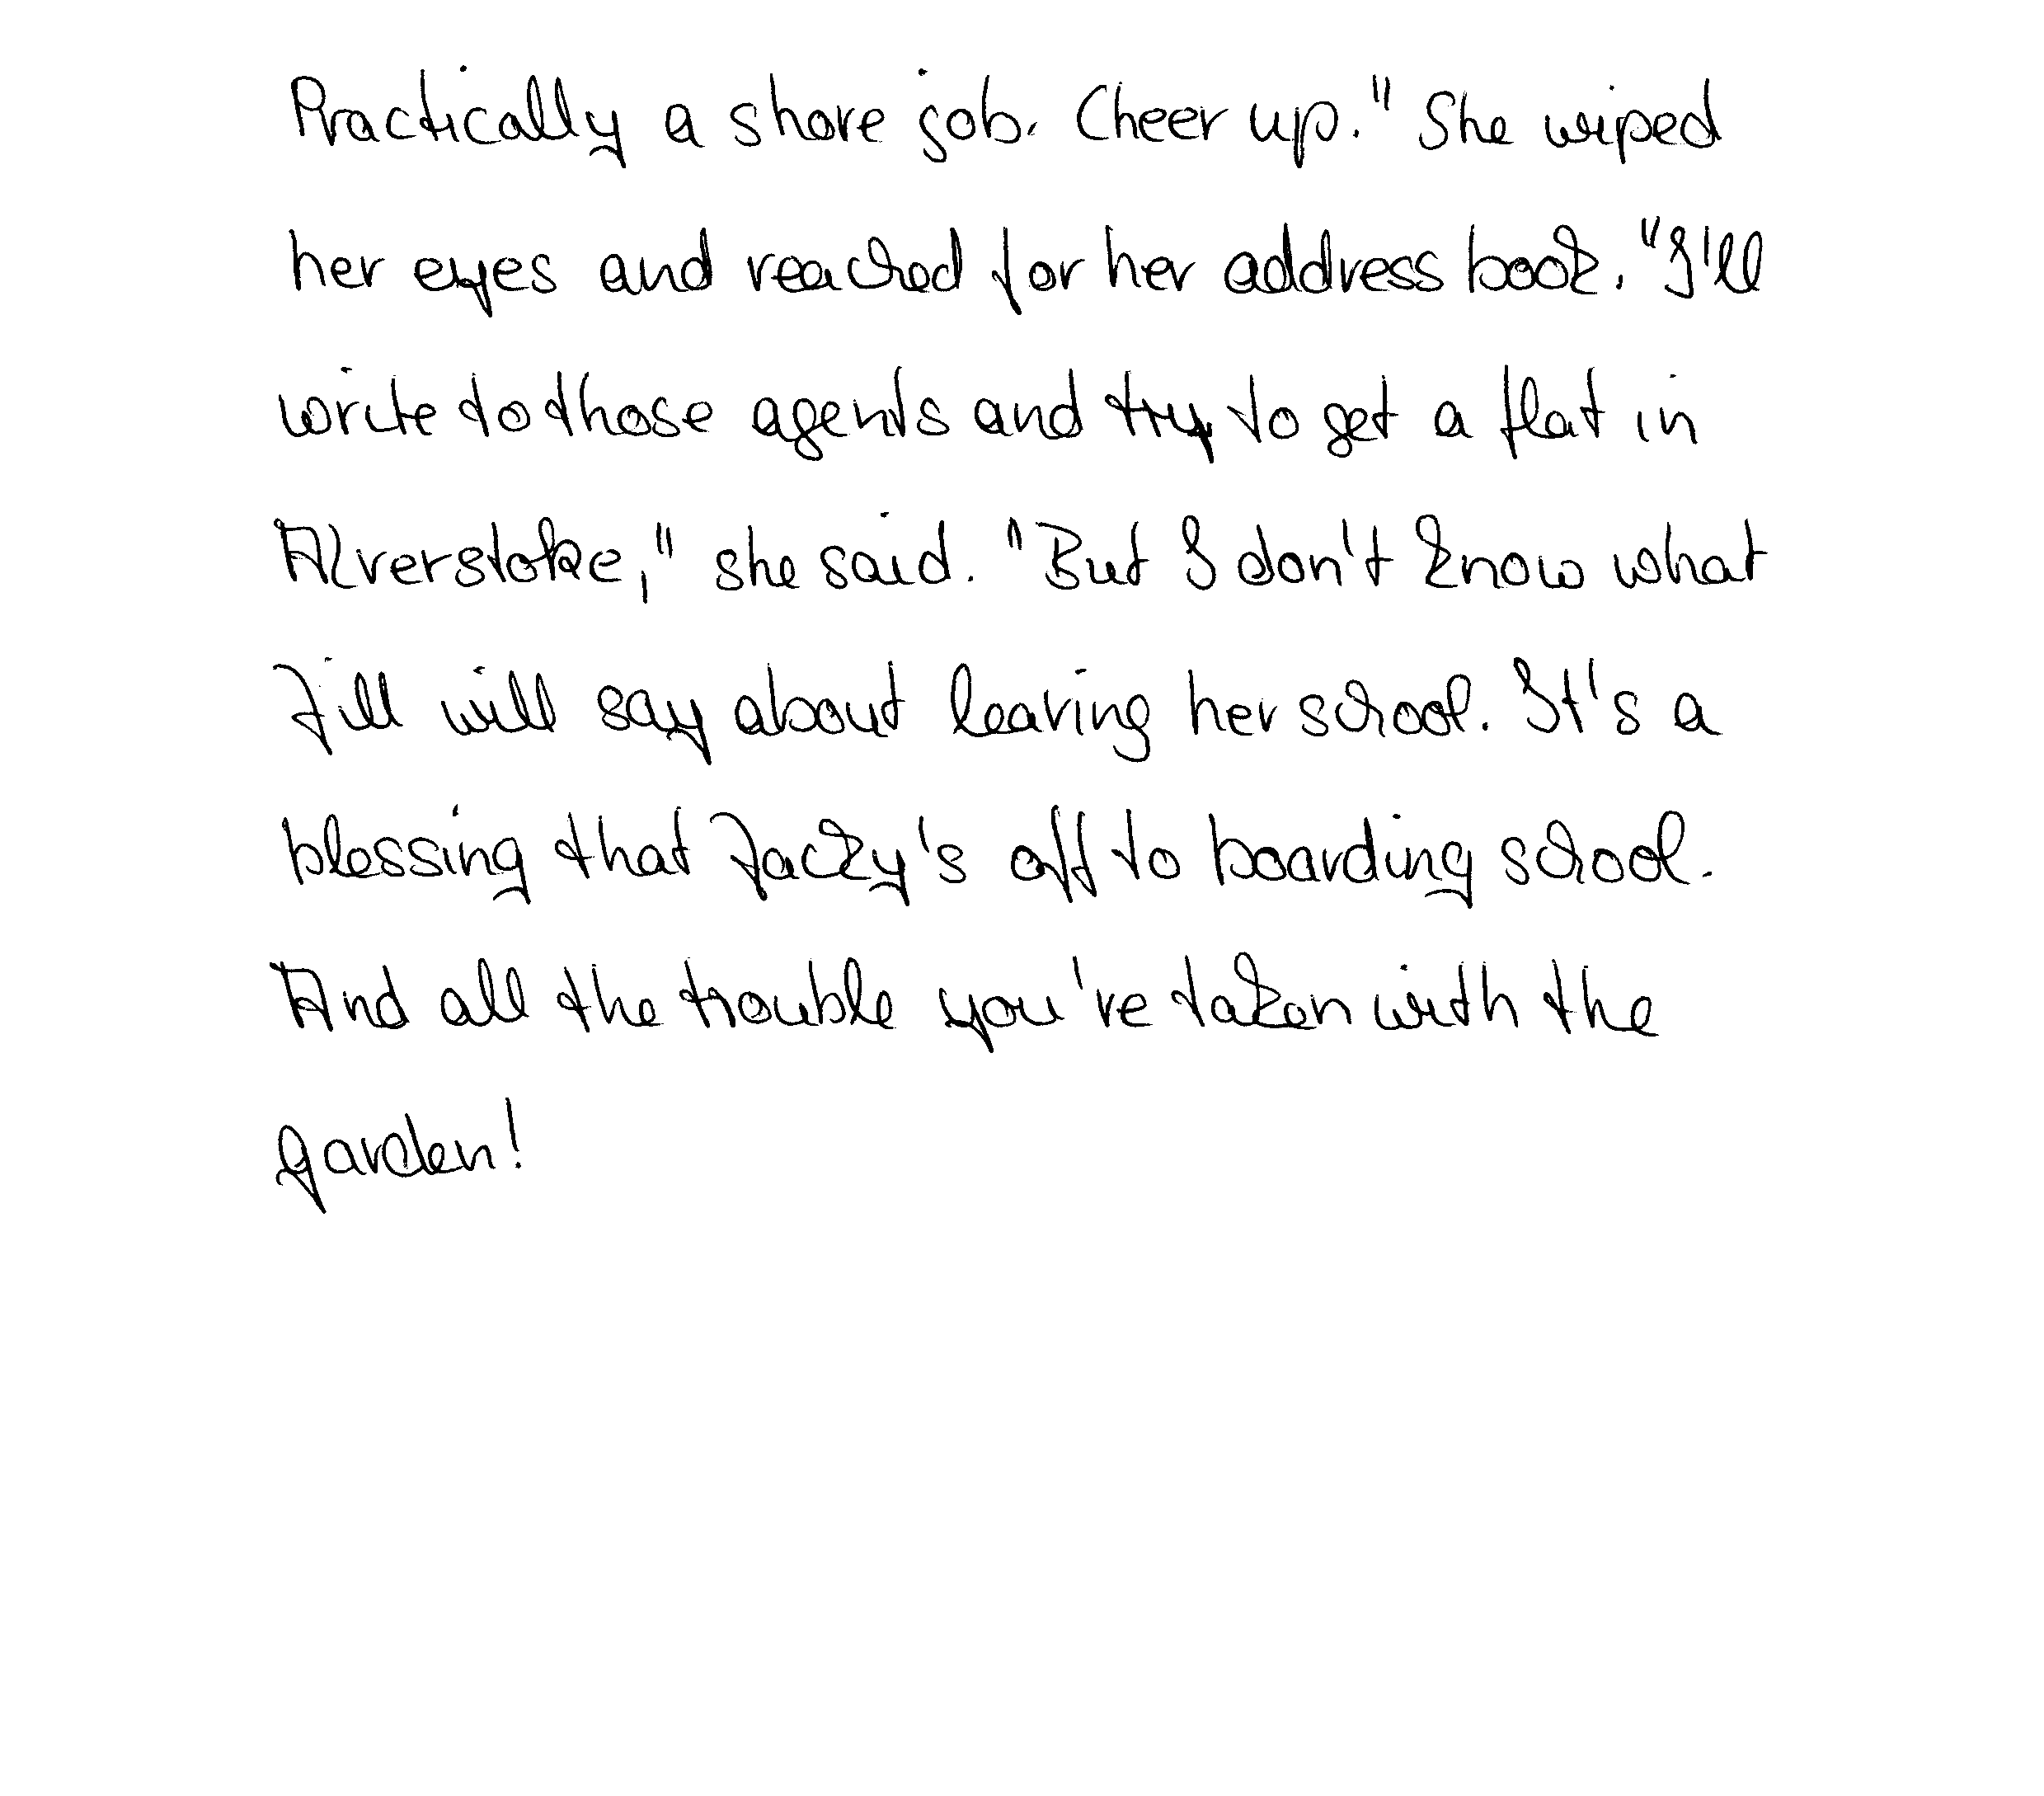 Practically a shore job. Cheer up." She wiped
her eyes and reached for her address book. "I'll
write to those agents and try to get a flat in
Alverstoke," she said. "But I don't know what
Jill will say about leaving her school. It's a
blessing that Jacky's off to boarding school.
And all the trouble you've taken with the
garden!